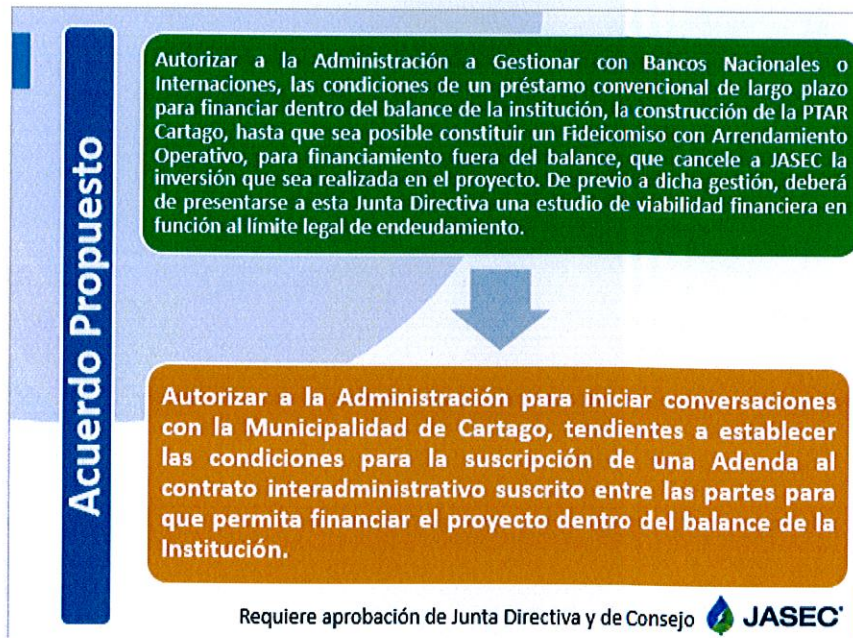 Acuerdo Propuesto
Autorizar a la Administración a Gestionar con Bancos Nacionales o
Internaciones, las condiciones de un préstamo convencional de largo plazo
para financiar dentro del balance de la institución, la construcción de la PTAR
Cartago, hasta que sea posible constituir un Fideicomiso con Arrendamiento
Operativo, para financiamiento fuera del balance, que cancele a JASEC la
inversión que sea realizada en el proyecto. De previo a dicha gestión, deberá
de presentarse a esta Junta Directiva una estudio de viabilidad financiera en
función al límite legal de endeudamiento.
Autorizar a la Administración para iniciar conversaciones
con la Municipalidad de Cartago, tendientes a establecer
las condiciones para la suscripción de una Adenda al
contrato interadministrativo suscrito entre las partes para
que permita financiar el proyecto dentro del balance de la
Institución.
Requiere aprobación de Junta Directiva y de Consejo
JASEC